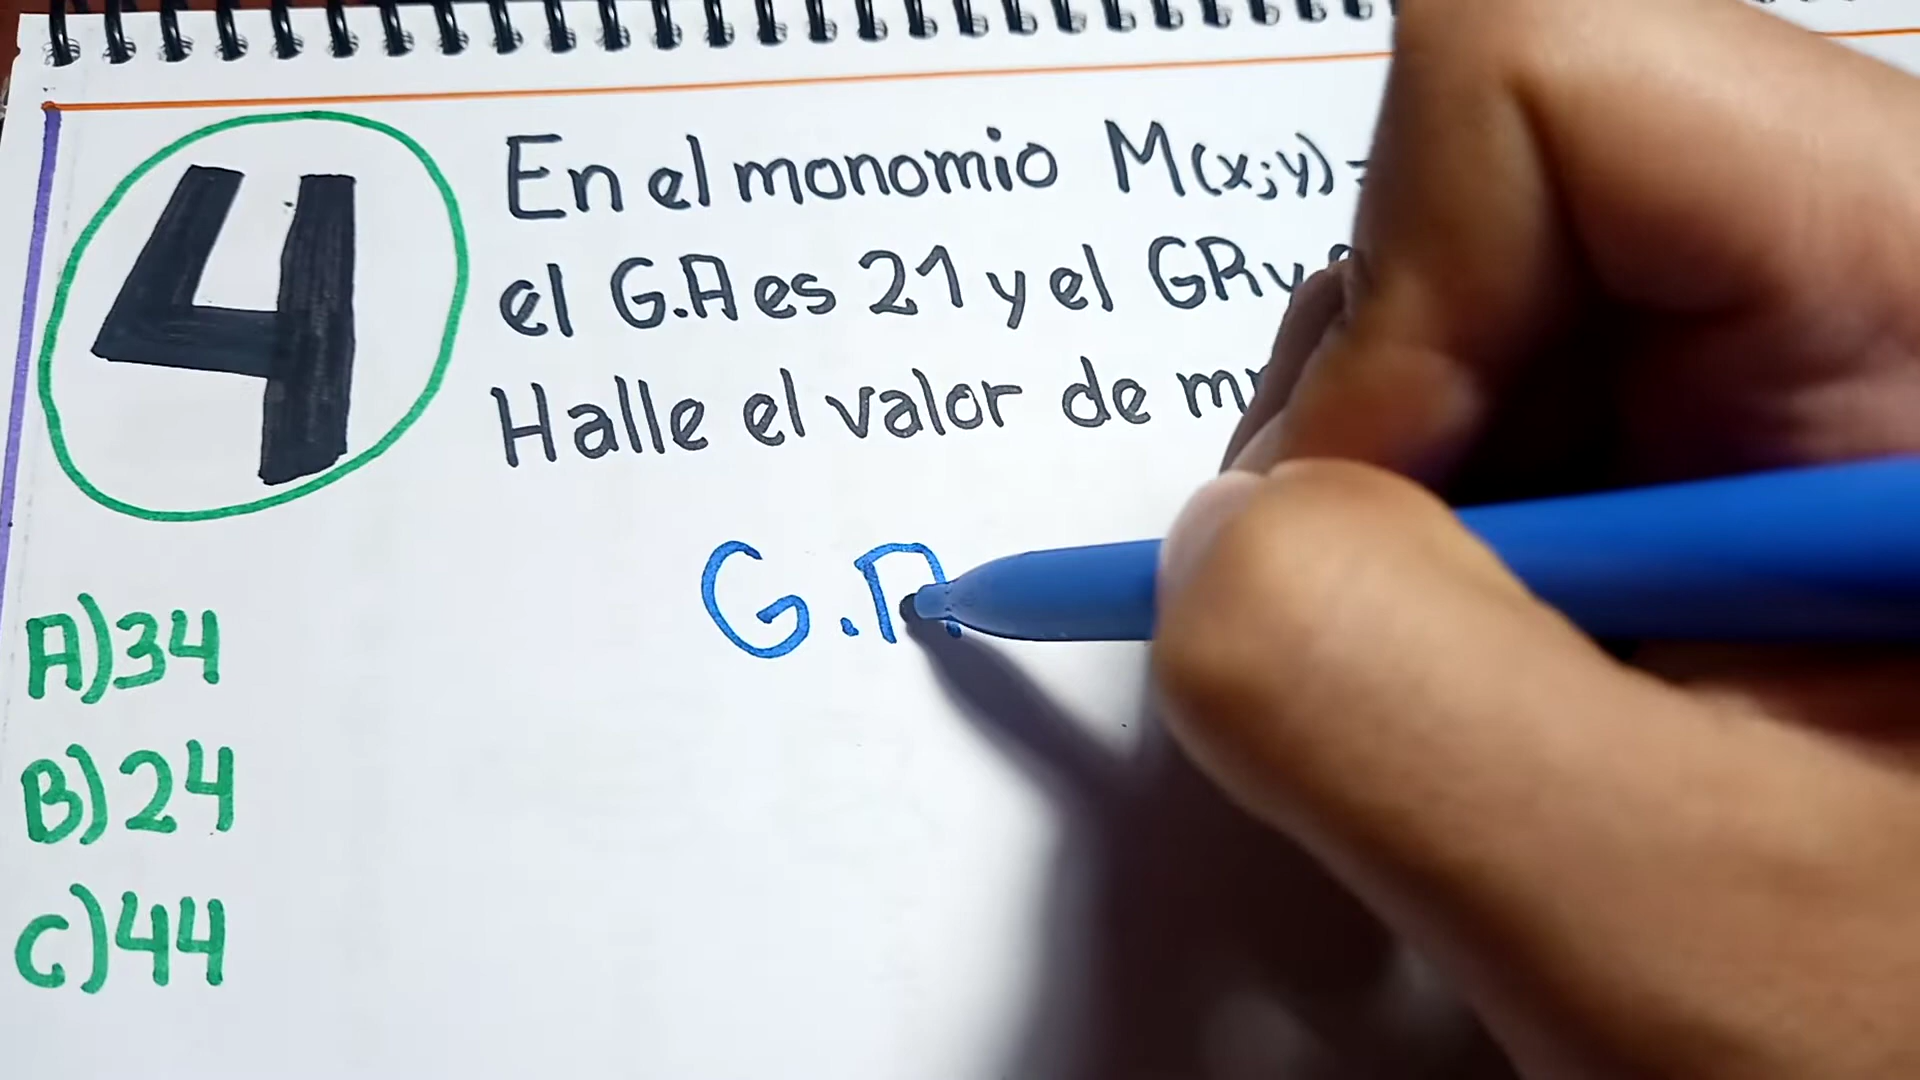 4
En el monomio M(x;y) =
el G.A es 21 y el GRy
Halle el valor de
G.A
A) 34
B) 24
C) 44